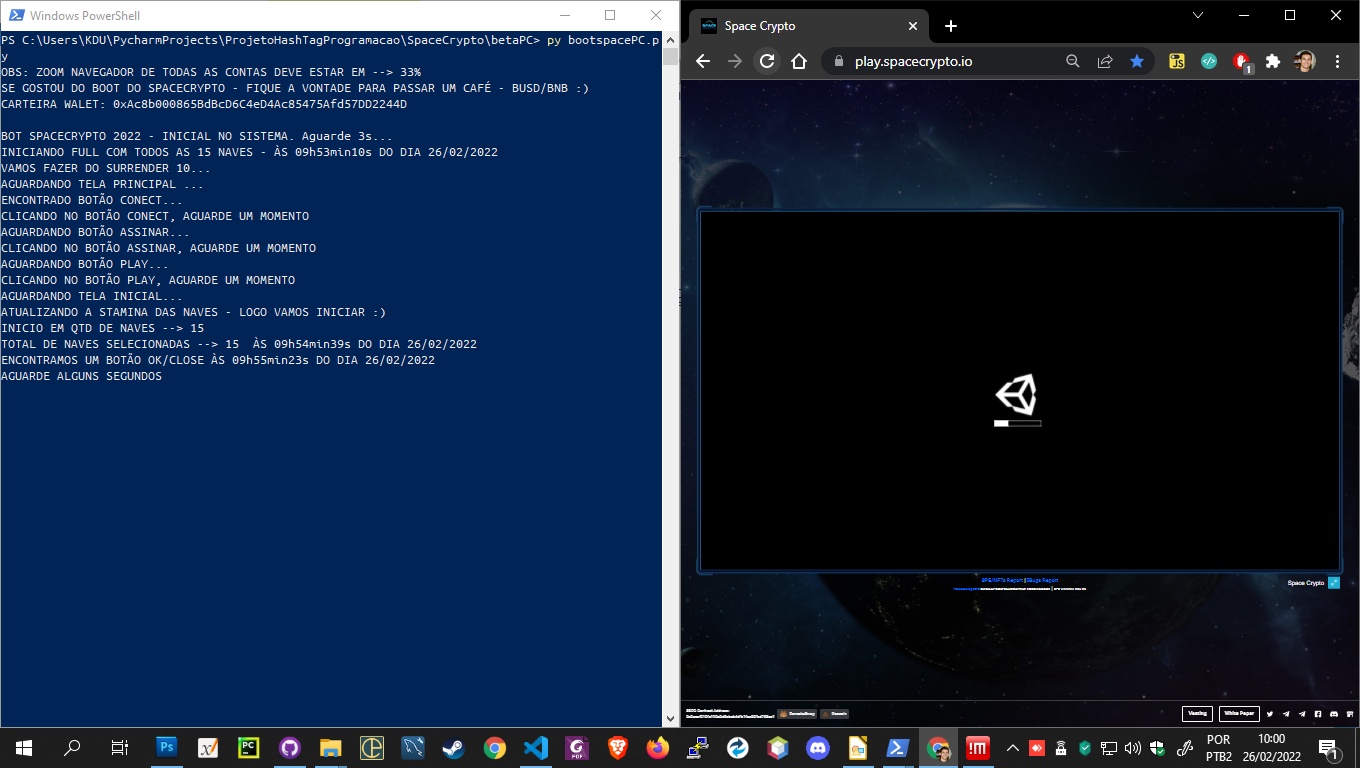 Windows PowerShell
PS C:\Users\KDU\PycharmProjects\ProjetoHashTagProgramacao\SpaceCrypto\betaPC> py bootspacePC.p
y
OBS: ZOOM NAVEGADOR DE TODAS AS CONTAS DEVE ESTAR EM --> 33%
SE GOSTOU DO BOOT DO SPACECRYPTO - FIQUE A VONTADE PARA PASSAR UM CAFÉ - BUSD/BNB :)
CARTEIRA WALET: 0xAc8b000865BdBcD6C4eD4Ac85475Afd57DD2244D
BOT SPACECRYPTO 2022 - INICIAL NO SISTEMA. Aguarde 3s...
INICIANDO FULL COM TODOS AS 15 NAVES - ÀS 09h53min10s DO DIA 26/02/2022
VAMOS FAZER DO SURRENDER 10...
AGUARDANDO TELA PRINCIPAL ...
ENCONTRADO BOTÃO CONECT...
CLICANDO NO BOTÃO CONECT, AGUARDE UM MOMENTO
AGUARDANDO BOTÃO ASSINAR...
CLICANDO NO BOTÃO ASSINAR, AGUARDE UM MOMENTO
AGUARDANDO BOTÃO PLAY...
CLICANDO NO BOTÃO PLAY, AGUARDE UM MOMENTO
AGUARDANDO TELA INICIAL...
ATUALIZANDO A STAMINA DAS NAVES - LOGO VAMOS INICIAR :)
INICIO EM QTD DE NAVES --> 15
TOTAL DE NAVES SELECIONADAS --> 15  ÀS 09h54min39s DO DIA 26/02/2022
ENCONTRAMOS UM BOTÃO OK/CLOSE ÀS 09h55min23s DO DIA 26/02/2022
AGUARDE ALGUNS SEGUNDOS
Space Crypto
play.spacecrypto.io
JS
1
Bugs Report
Space Crypto
Vesting
White Paper
Ps
PC
PDF
POR
PTB2
10:00
26/02/2022
1